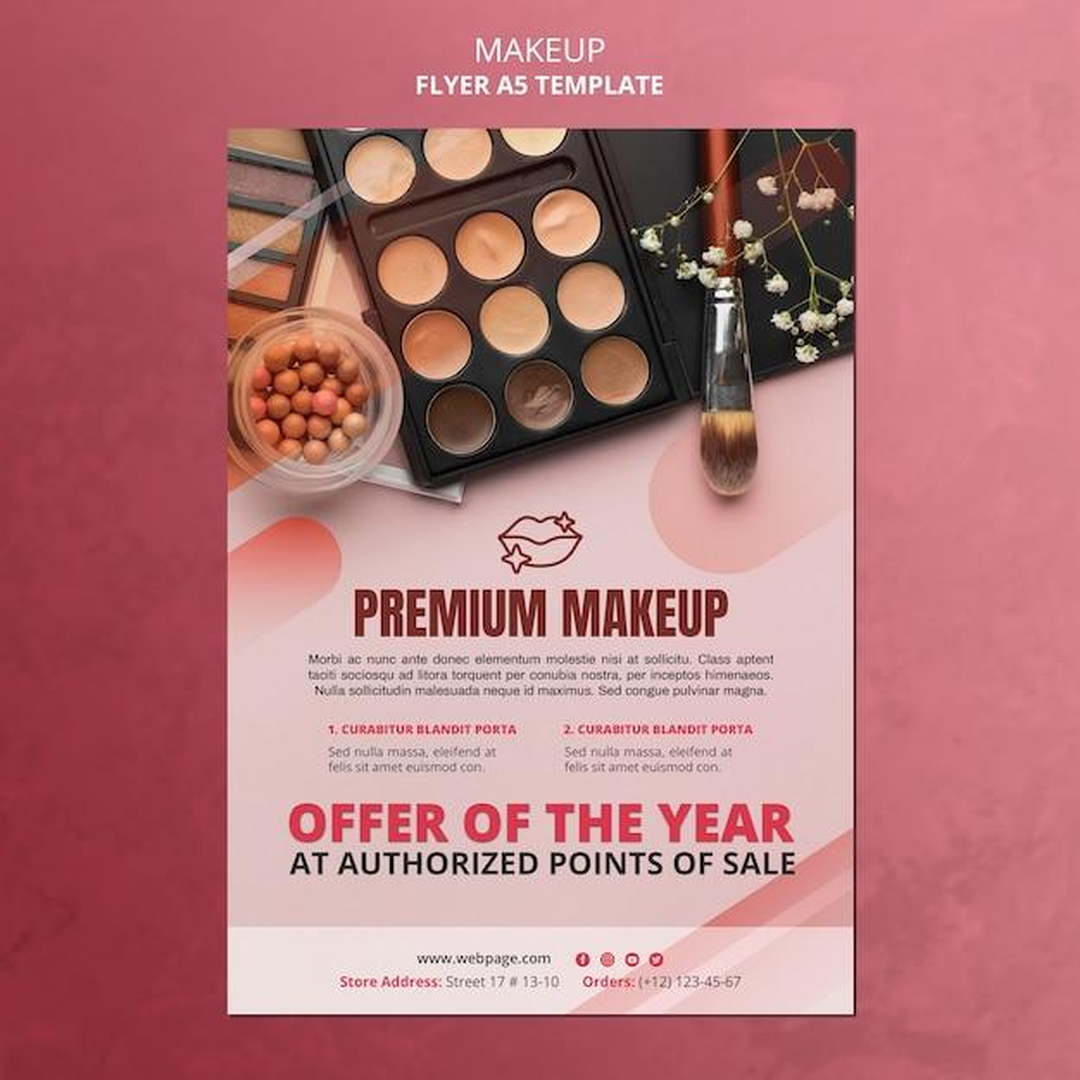 MAKEUP
FLYER A5 TEMPLATE
PREMIUM MAKEUP
Morbi ac nunc ante donec elementum molestie nisi at sollicitu. Class aptent
taciti sociosqu ad litora torquent per conubia nostra, per inceptos himenaeos.
Nulla sollicitudin malesuada neque id maximus. Sed congue pulvinar magna.
1. CURABITUR BLANDIT PORTA
Sed nulla massa, eleifend at
felis sit amet euismod con.
2. CURABITUR BLANDIT PORTA
Sed nulla massa, eleifend at
felis sit amet euismod con.
OFFER OF THE YEAR
AT AUTHORIZED POINTS OF SALE
www.webpage.com
Store Address: Street 17 # 13-10 Orders: (+12) 123-45-67